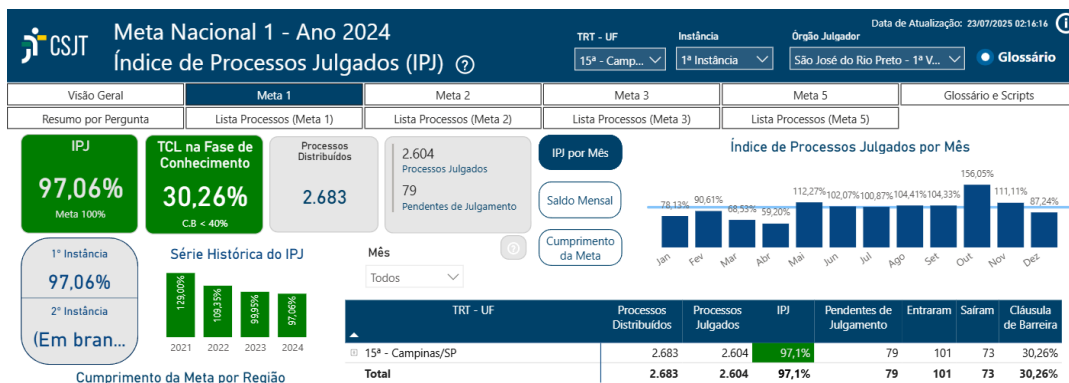 CSJT
Meta Nacional 1 - Ano 2024
Índice de Processos Julgados (IPJ) ?
Data de Atualização: 23/07/2025 02:16:16
TRT - UF
15ª - Camp...
Instância
1ª Instância
Órgão Julgador
São José do Rio Preto - 1ª V...
Glossário
Visão Geral
Meta 1
Meta 2
Meta 3
Meta 5
Glossário e Scripts
Resumo por Pergunta
Lista Processos (Meta 1)
Lista Processos (Meta 2)
Lista Processos (Meta 3)
Lista Processos (Meta 5)
IPJ
97,06%
Meta 100%
TCL na Fase de
Conhecimento
30,26%
C.B < 40%
Processos
Distribuídos
2.683
2.604
Processos Julgados
79
Pendentes de Julgamento
IPJ por Mês
Saldo Mensal
Cumprimento
da Meta
Índice de Processos Julgados por Mês
78,13%
90,61%
68,53%
59,20%
112,27%
102,07%
100,87%
104,41%
104,33%
156,05%
111,11%
87,24%
Jan
Fev
Mar
Abr
Mai
Jun
Jul
Ago
Set
Out
Nov
Dez
1ª Instância
97,06%
2ª Instância
(Em bran...
Série Histórica do IPJ
129,00%
109,35%
99,95%
97,06%
2021
2022
2023
2024
Mês
Todos
?
TRT - UF
Processos
Distribuídos
Processos
Julgados
IPJ
Pendentes de
Julgamento
Entraram
Saíram
Cláusula
de Barreira
15ª - Campinas/SP
2.683
2.604
97,1%
79
101
73
30,26%
Total
2.683
2.604
97,1%
79
101
73
30,26%
Cumprimento da Meta por Região